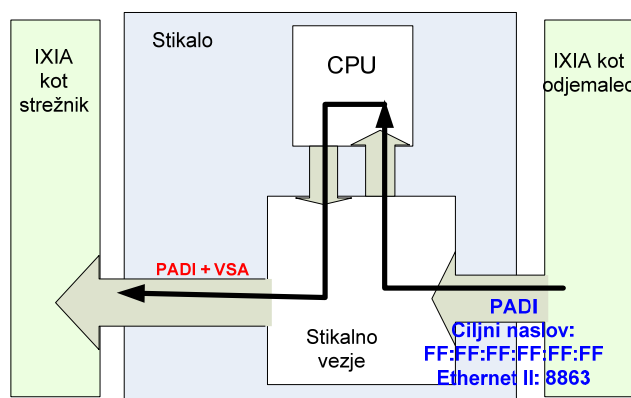 IXIA
kot
strežnik
Stikalo
CPU
IXIA kot
odjemalec
PADI + VSA
Stikalno
vezje
PADI
Ciljni naslov:
FF:FF:FF:FF:FF:FF
Ethernet II: 8863